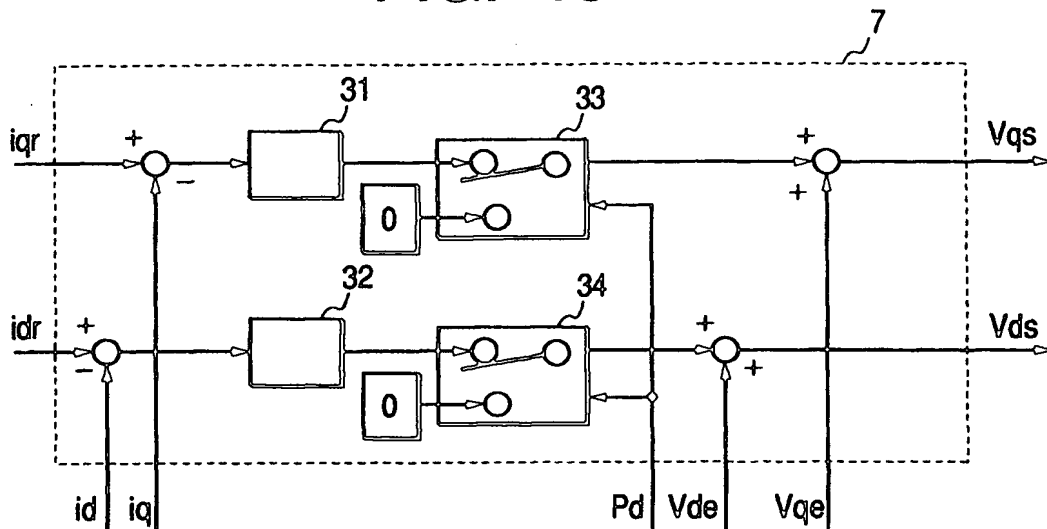 7
31
33
iqr
+
−
+
+
Vqs
0
32
34
idr
+
−
+
+
Vds
0
id
iq
Pd
Vde
Vqe